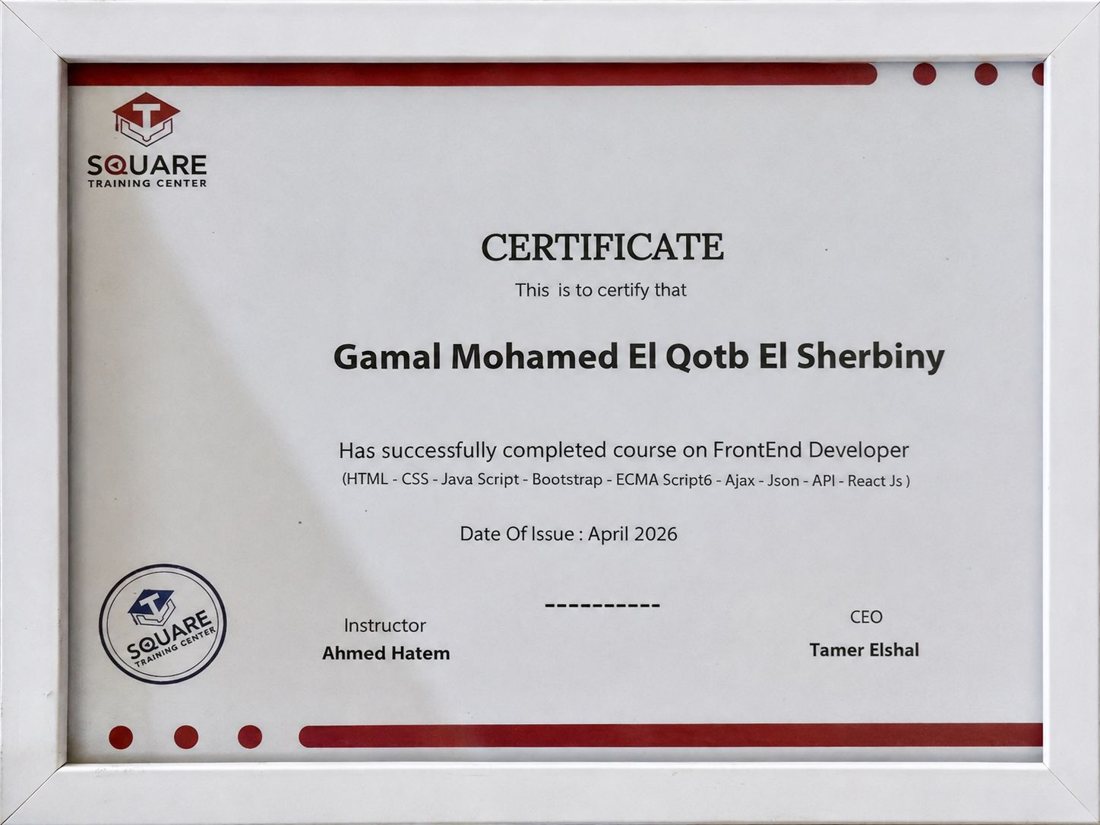 T
SQUARE
TRAINING CENTER
CERTIFICATE
This is to certify that
Gamal Mohamed El Qotb El Sherbiny
Has successfully completed course on FrontEnd Developer
(HTML - CSS - Java Script - Bootstrap - ECMA Script6 - Ajax - Json - API - React Js )
Date Of Issue : April 2026
----------
Instructor
Ahmed Hatem
CEO
Tamer Elshal
T
SQUARE
TRAINING CENTER